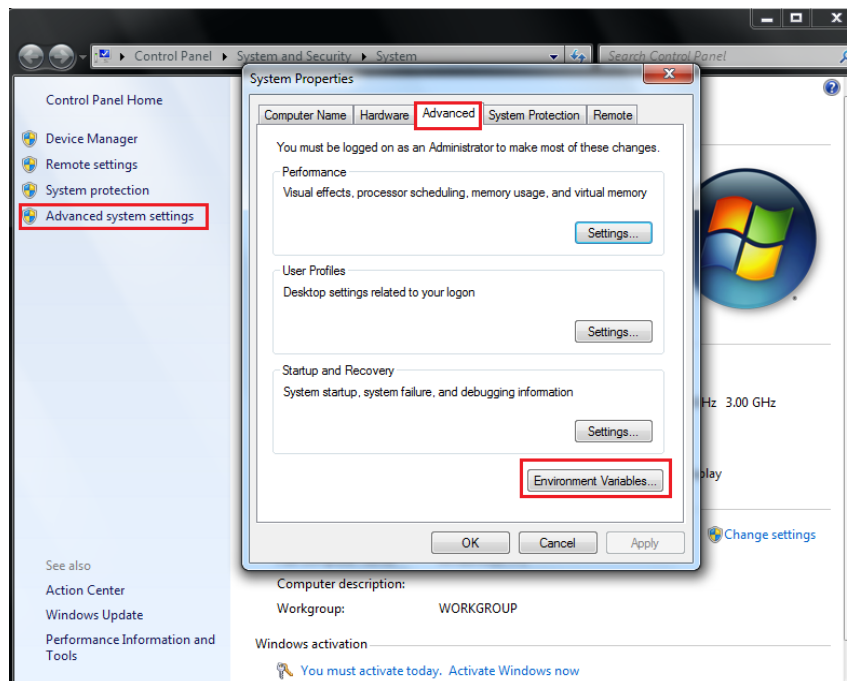 Control Panel ▸ System and Security ▸ System
Search Control Panel
System Properties
Control Panel Home
Device Manager
Remote settings
System protection
Advanced system settings
See also
Action Center
Windows Update
Performance Information and
Tools
Computer Name Hardware Advanced System Protection Remote
You must be logged on as an Administrator to make most of these changes.
Performance
Visual effects, processor scheduling, memory usage, and virtual memory
Settings...
User Profiles
Desktop settings related to your logon
Settings...
Startup and Recovery
System startup, system failure, and debugging information
Settings...
Environment Variables...
OK Cancel Apply
Hz 3.00 GHz
play
Change settings
Computer description:
Workgroup: WORKGROUP
Windows activation
You must activate today. Activate Windows now